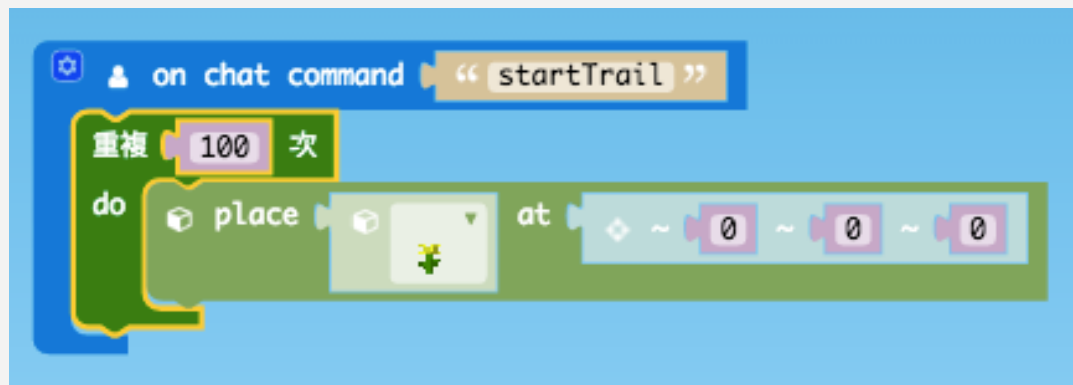 on chat command “ startTrail ”
重複 100 次
do place at ~ 0 ~ 0 ~ 0